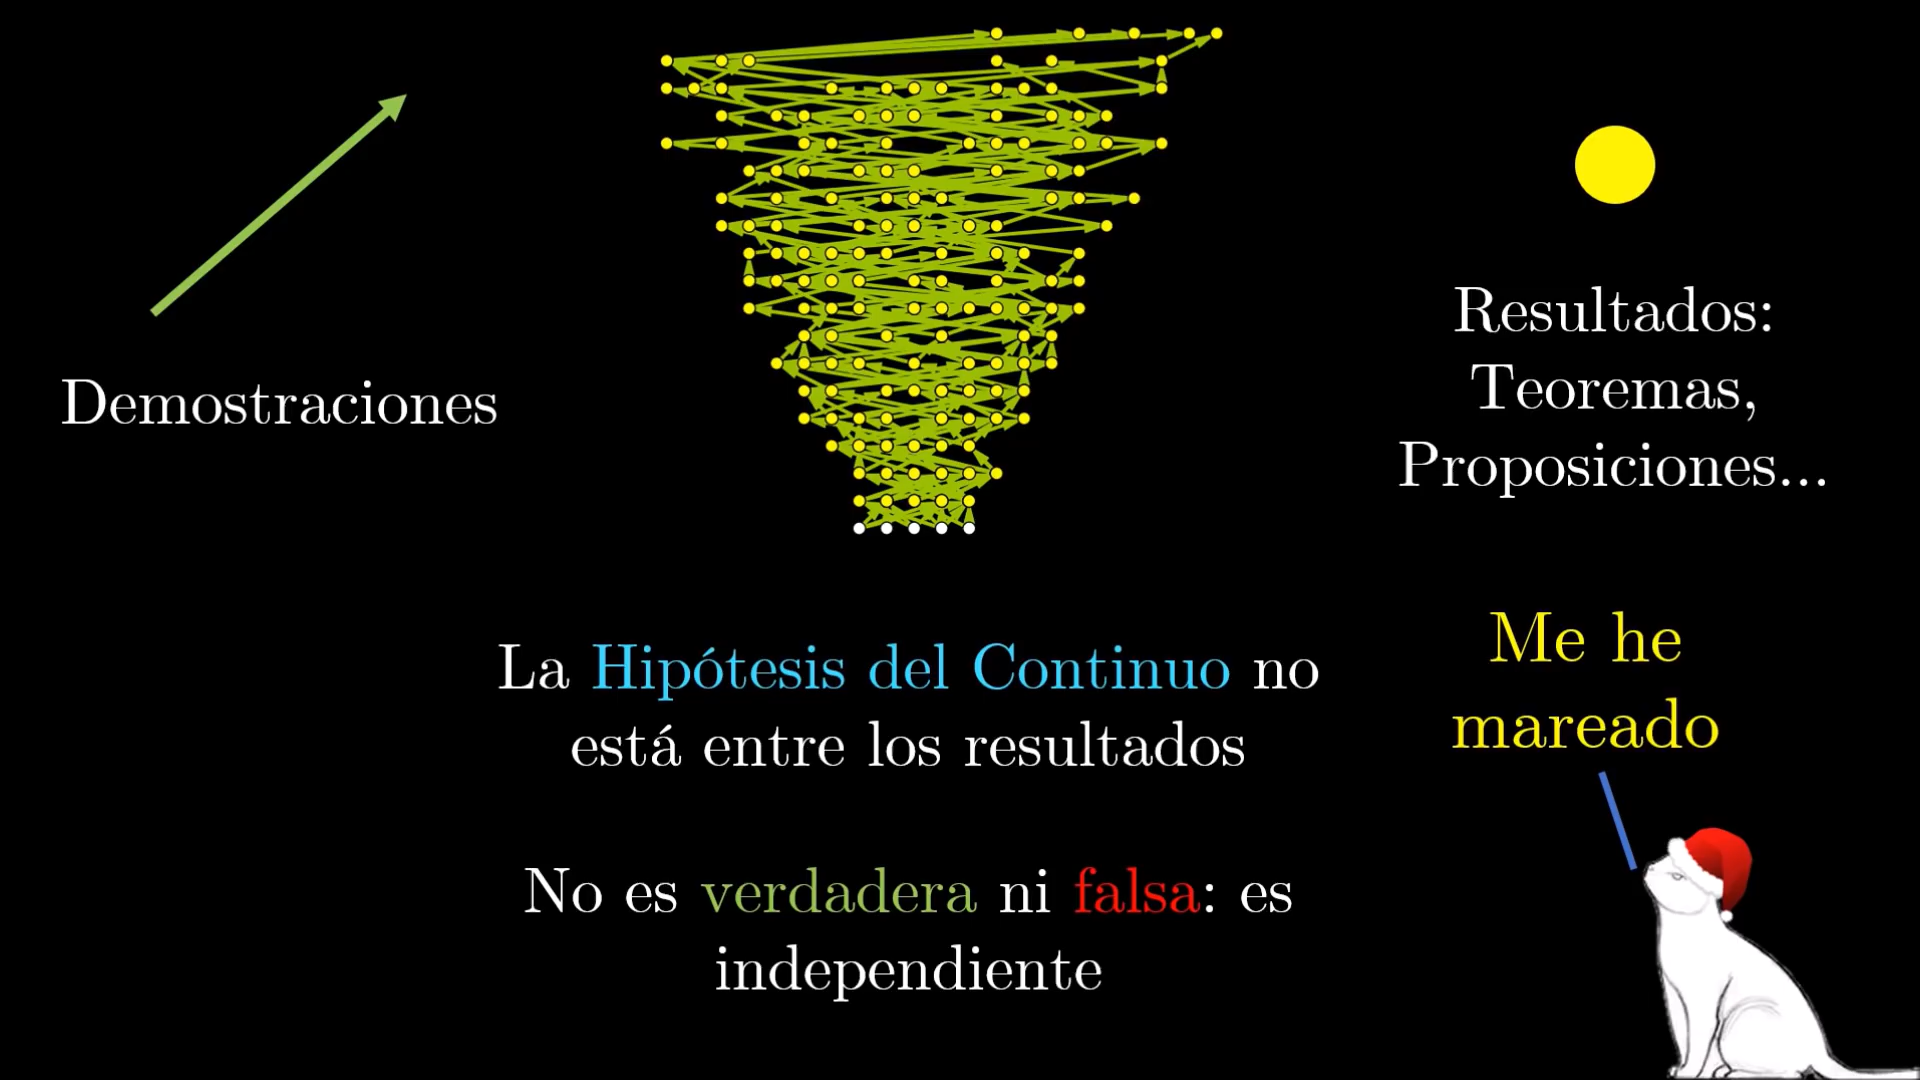 Demostraciones
Resultados:
Teoremas,
Proposiciones...
La Hipótesis del Continuo no
está entre los resultados
No es verdadera ni falsa: es
independiente
Me he
mareado